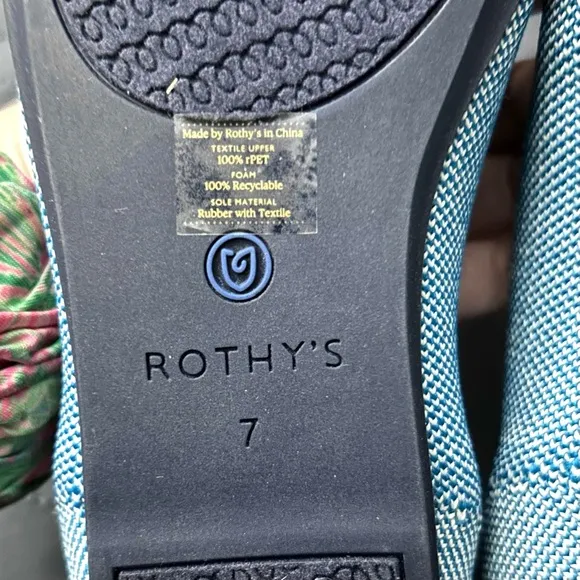 Made by Rothy's in China
TEXTILE UPPER
100% rPET
FOAM
100% Recyclable
SOLE MATERIAL
Rubber with Textile
ROTHY'S
7